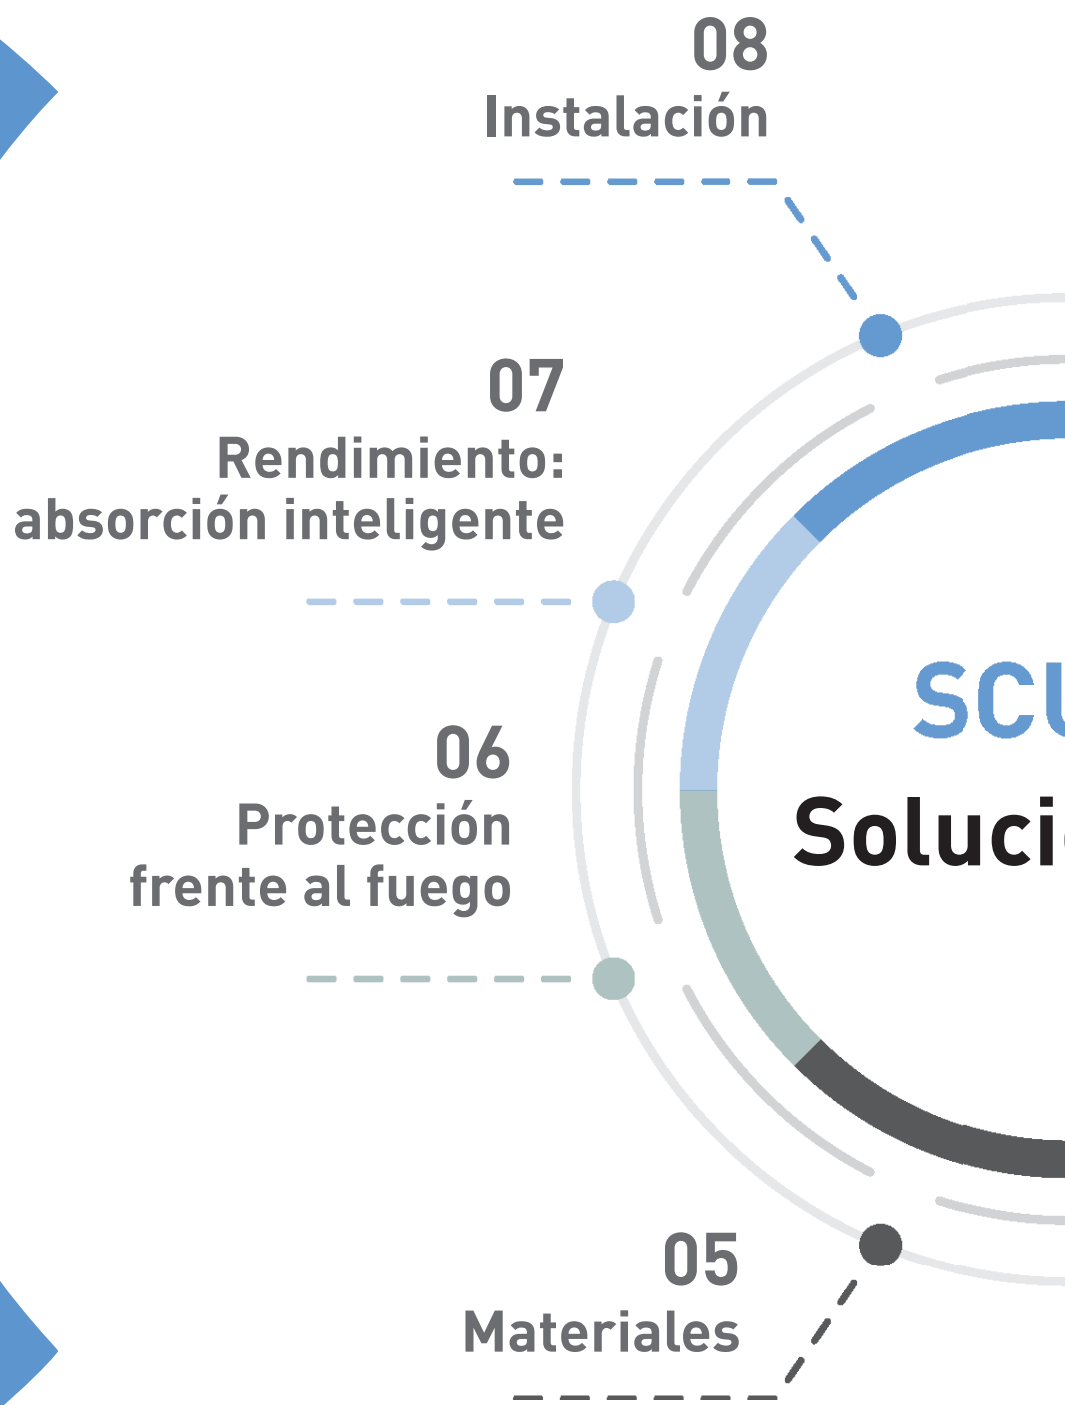 08
Instalación
07
Rendimiento:
absorción inteligente
06
Protección
frente al fuego
05
Materiales